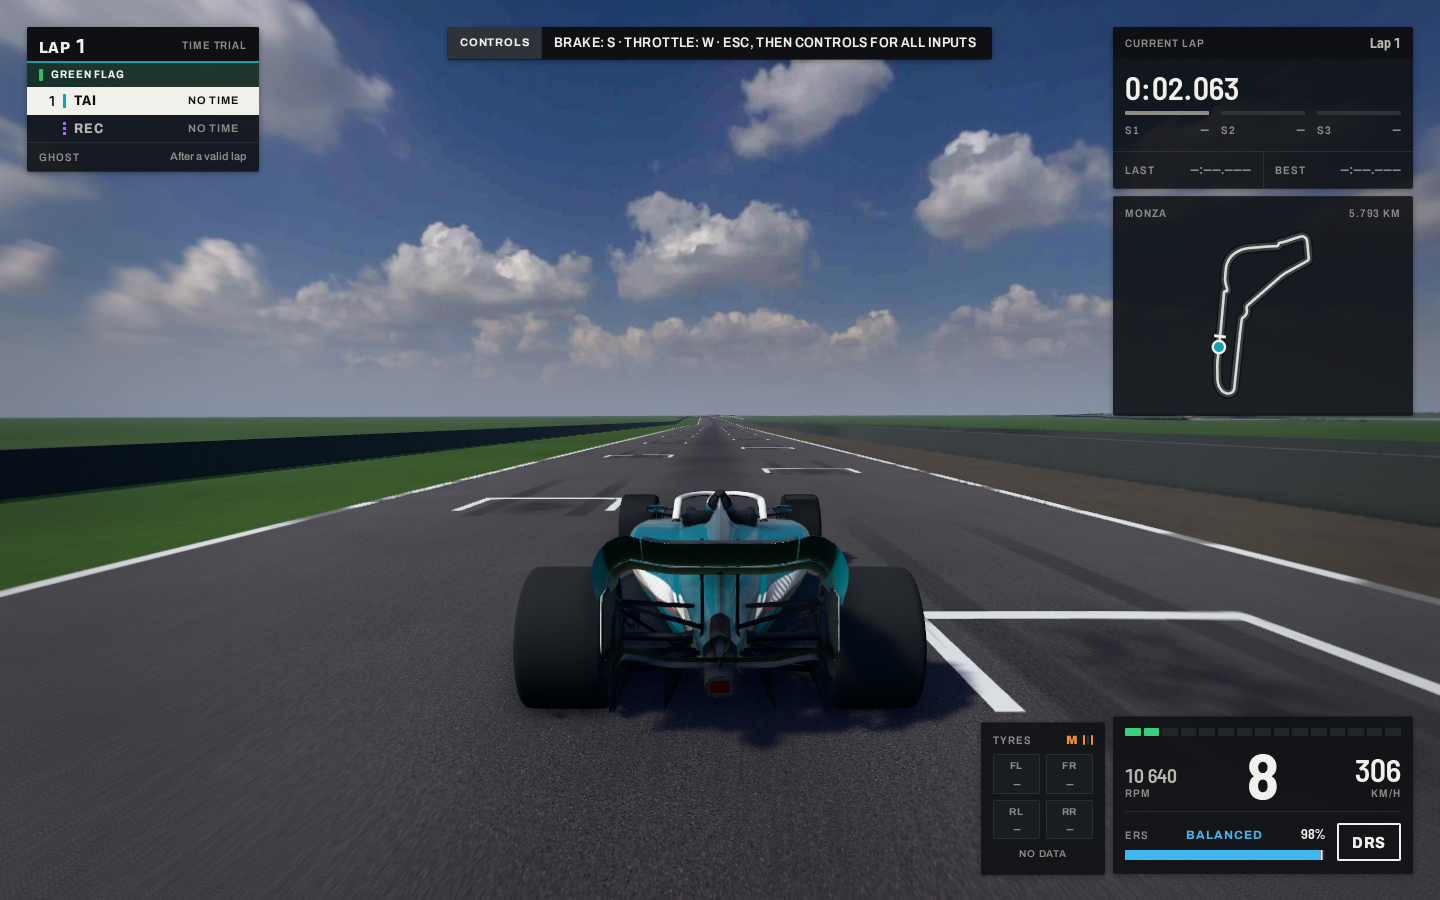 LAP 1 TIME TRIAL
GREEN FLAG
1 TAI NO TIME
REC NO TIME
GHOST After a valid lap
CONTROLS BRAKE: S · THROTTLE: W · ESC, THEN CONTROLS FOR ALL INPUTS
CURRENT LAP Lap 1
0:02.063
S1 – S2 – S3 –
LAST –:––.––– BEST –:––.–––
MONZA 5.793 KM
TYRES M
FL FR
– –
RL RR
– –
NO DATA
10 640 8 306
RPM KM/H
ERS BALANCED 98% DRS